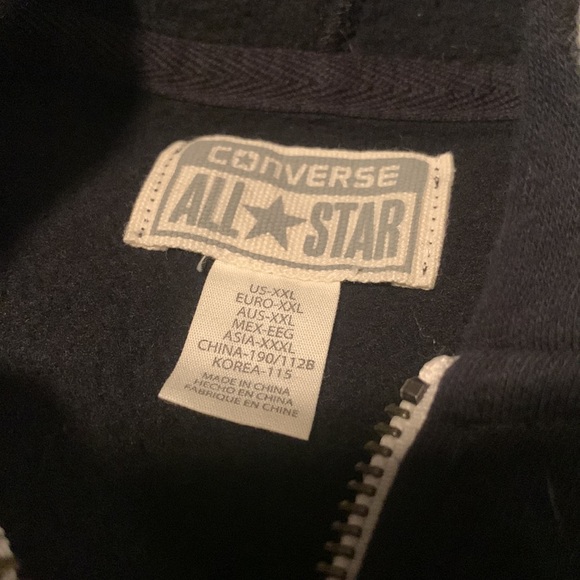 CONVERSE
ALL ★ STAR
US-XXL
EURO-XXL
AUS-XXL
MEX-EEG
ASIA-XXXL
CHINA-190/112B
KOREA-115
MADE IN CHINA
HECHO EN CHINA
FABRIQUE EN CHINE